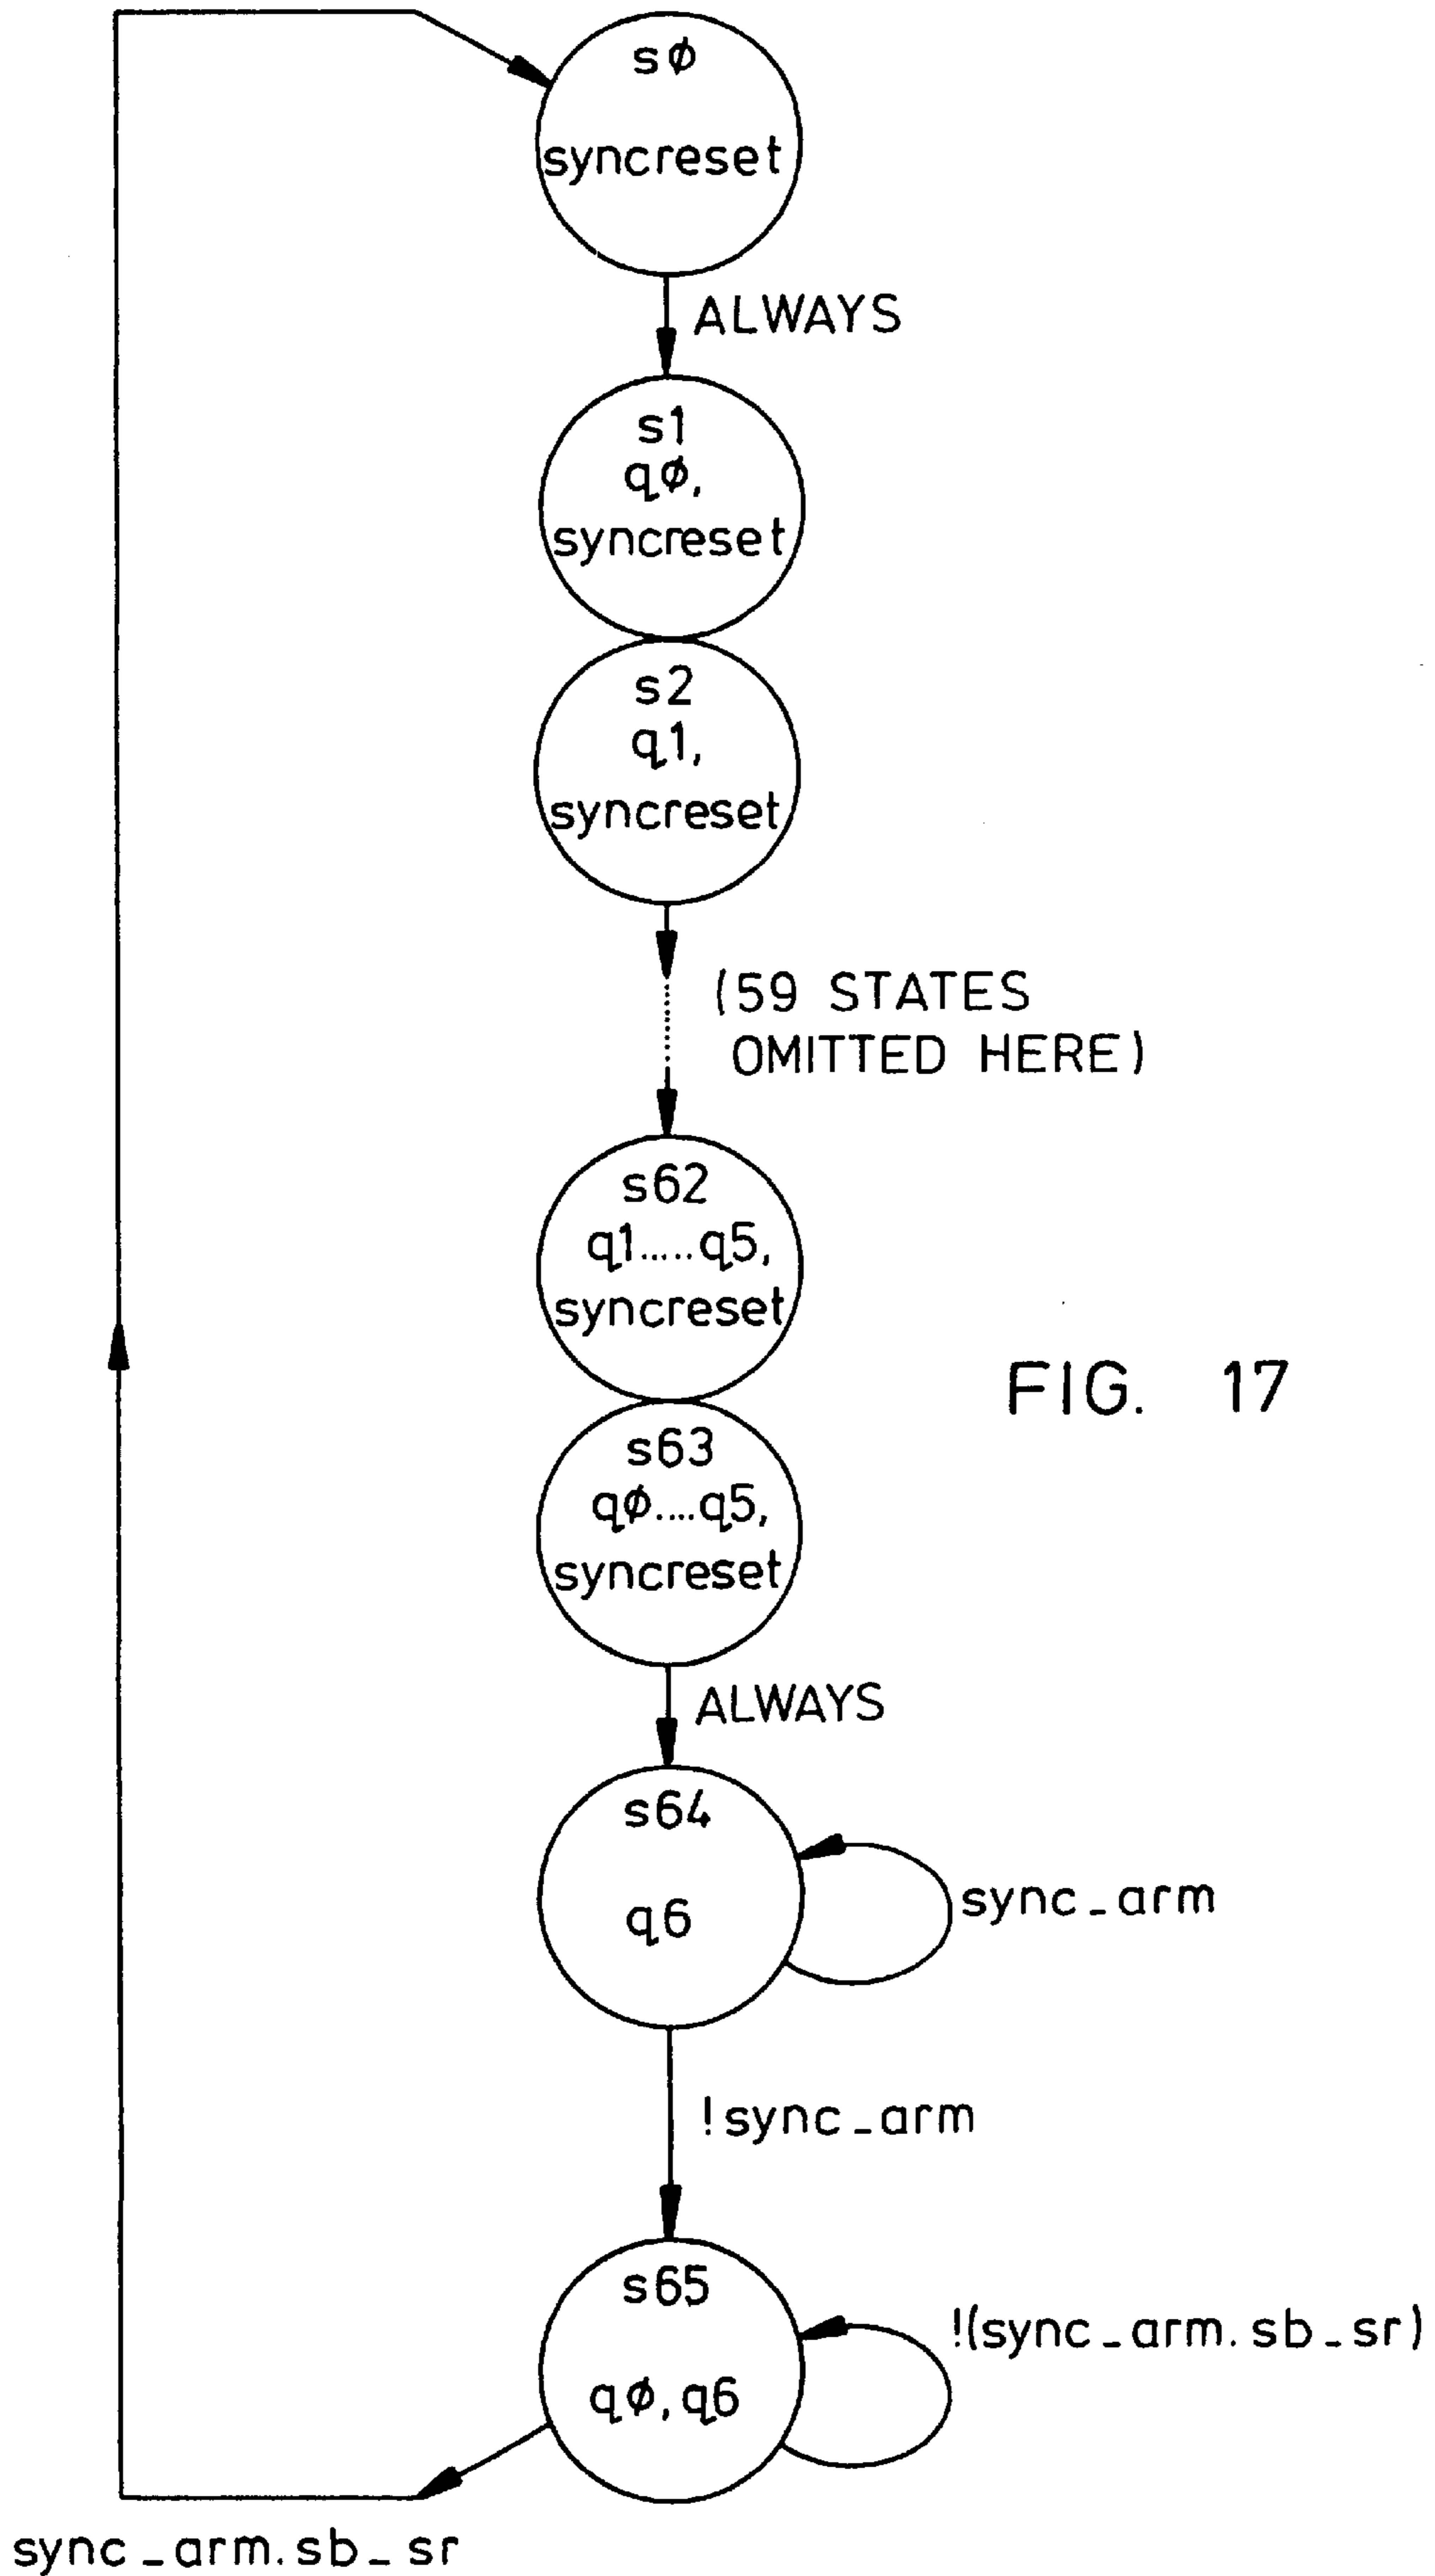 sφ
syncreset
ALWAYS
s1
qφ,
syncreset
s2
q1,
syncreset
(59 STATES
OMITTED HERE)
s62
q1.....q5,
syncreset
FIG. 17
s63
qφ....q5,
syncreset
ALWAYS
s64
q6
sync_arm
!sync_arm
s65
qφ,q6
!(sync_arm.sb_sr)
sync_arm.sb_sr